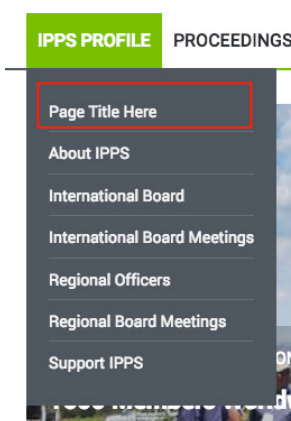 IPPS PROFILE PROCEEDINGS
Page Title Here
About IPPS
International Board
International Board Meetings
Regional Officers
Regional Board Meetings
Support IPPS